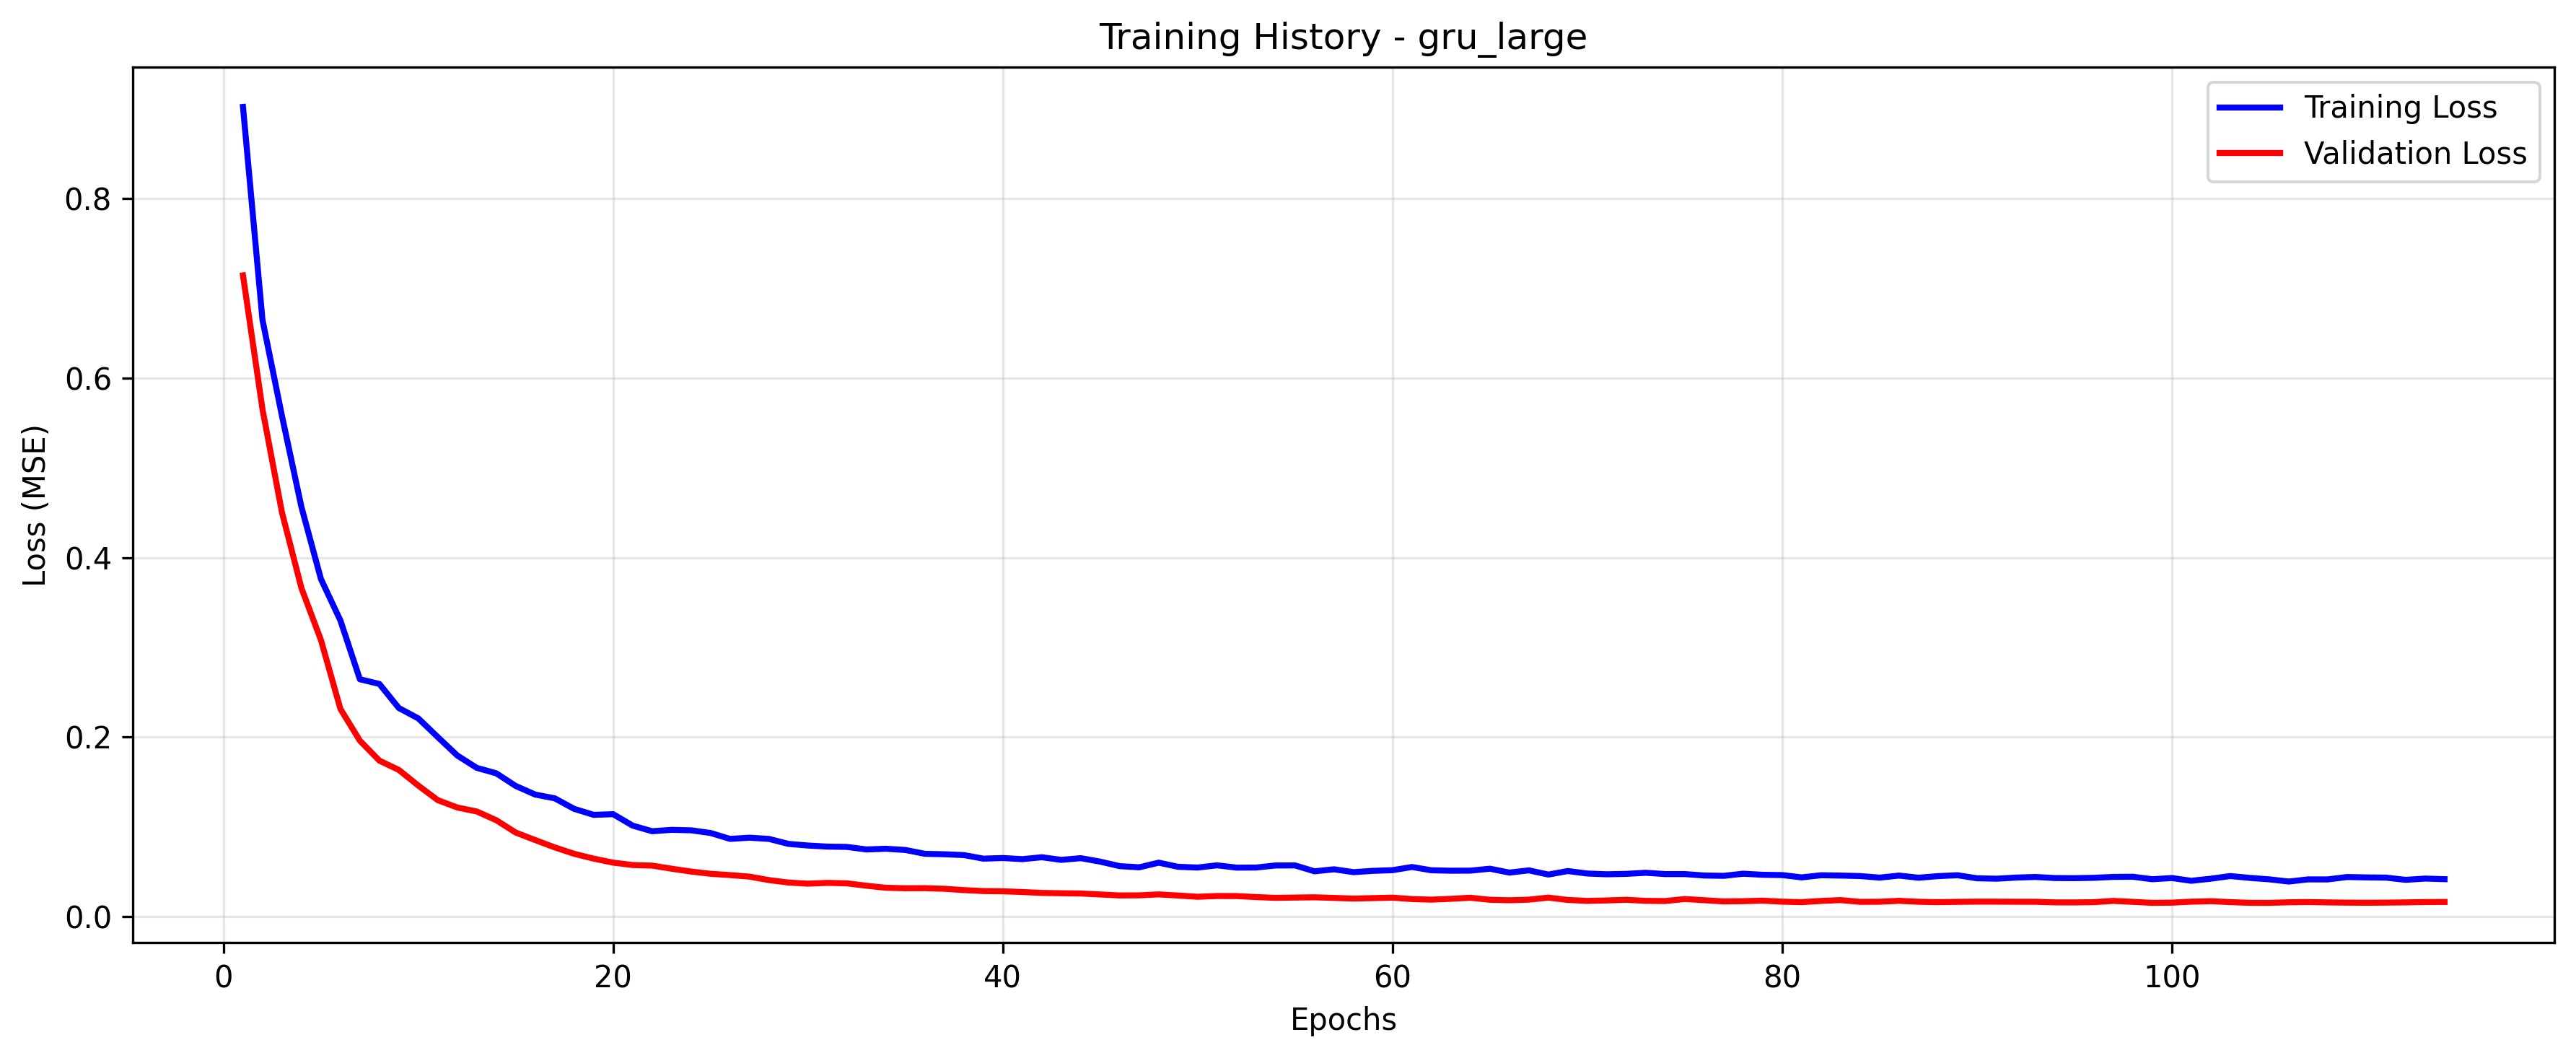 Training History - gru_large
Training Loss
Validation Loss
Loss (MSE)
0.8
0.6
0.4
0.2
0.0
0 20 40 60 80 100
Epochs